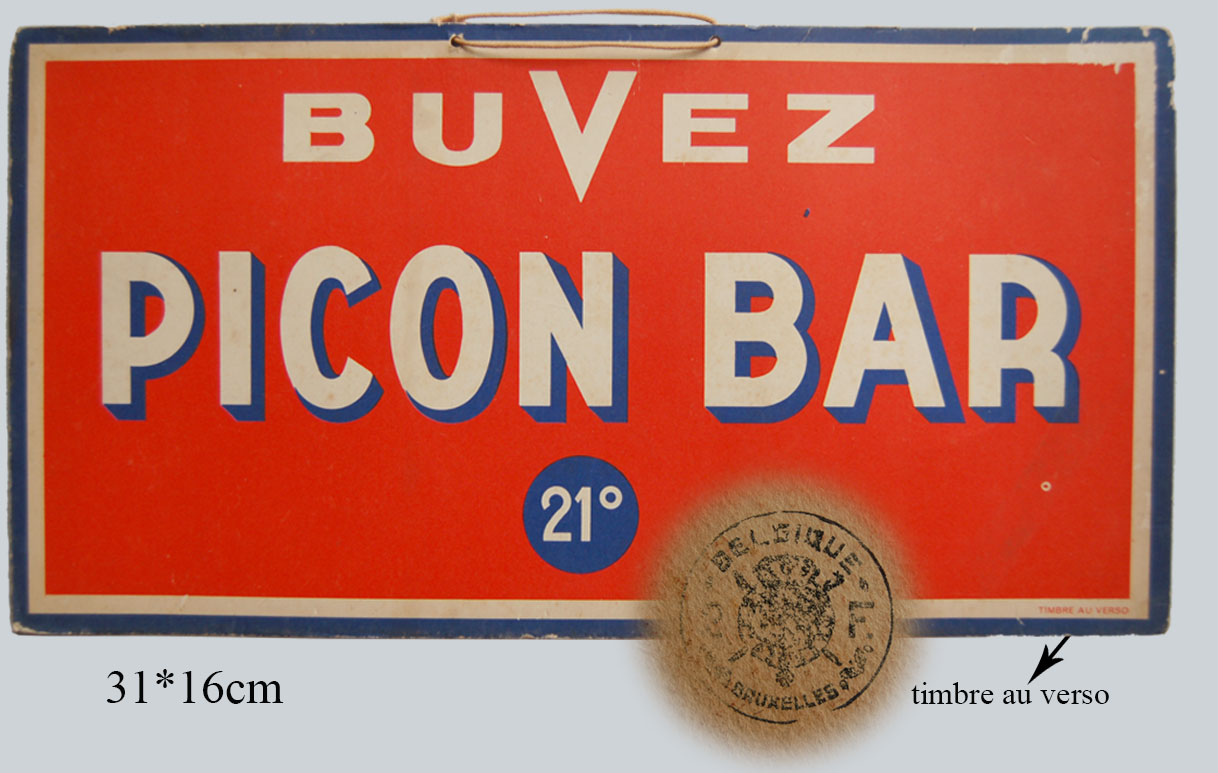 BUVEZ
PICON BAR
21°
TIMBRE AU VERSO
BELGIQUE
BRUXELLES
31*16cm
timbre au verso